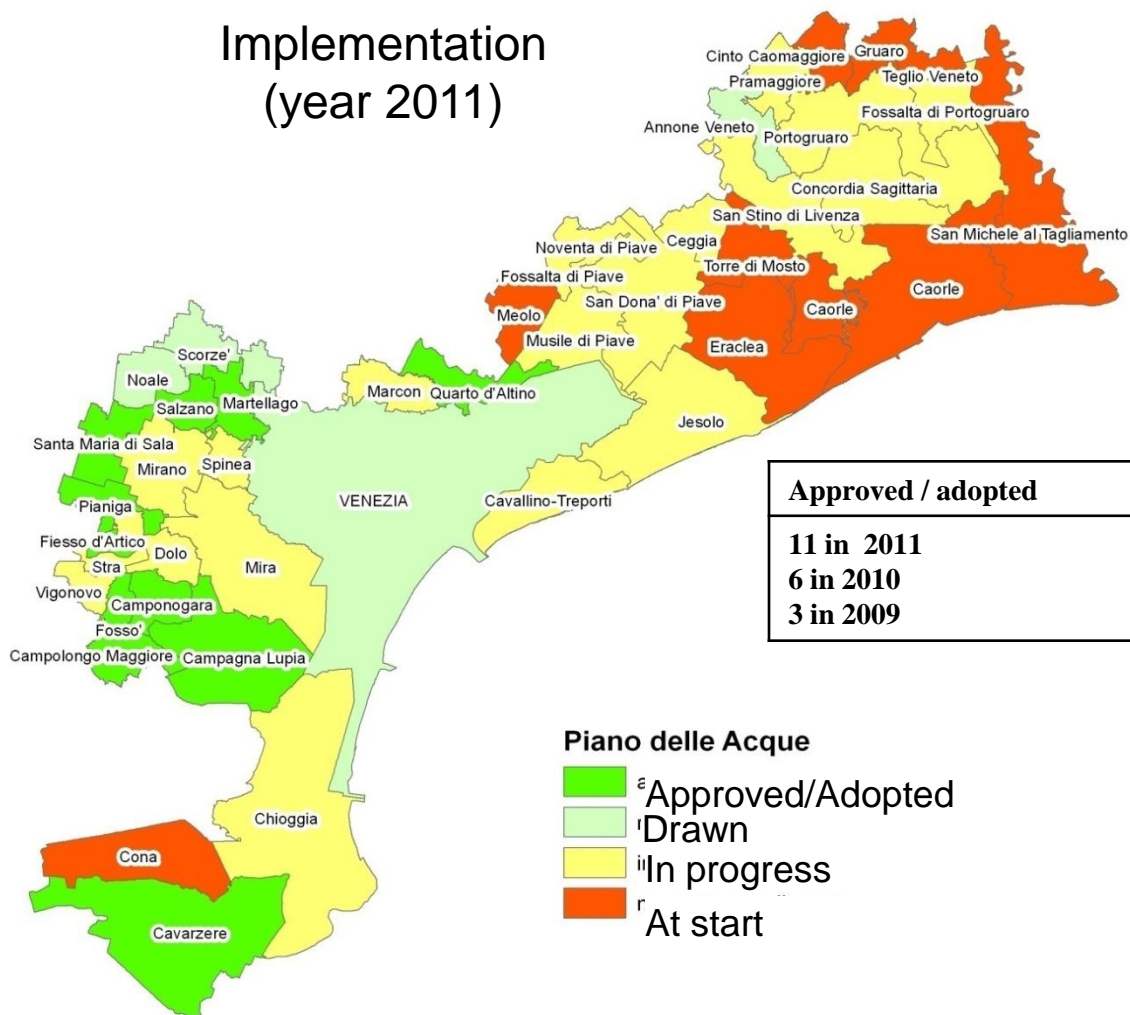 Implementation
(year 2011)
Cinto Caomaggiore
Gruaro
Pramaggiore
Teglio Veneto
Fossalta di Portogruaro
Annone Veneto
Portogruaro
Concordia Sagittaria
San Stino di Livenza
San Michele al Tagliamento
Noventa di Piave
Ceggia
Fossalta di Piave
Torre di Mosto
Caorle
Meolo
San Dona' di Piave
Caorle
Musile di Piave
Eraclea
Scorze'
Noale
Marcon
Quarto d'Altino
Salzano
Martellago
Jesolo
Santa Maria di Sala
Mirano
Spinea
VENEZIA
Cavallino-Treporti
Pianiga
Fiesso d'Artico
Dolo
Stra
Mira
Vigonovo
Camponogara
Fosso'
Campolongo Maggiore
Campagna Lupia
Chioggia
Cona
Cavarzere
Approved / adopted
11 in 2011
6 in 2010
3 in 2009
Piano delle Acque
Approved/Adopted
Drawn
In progress
At start